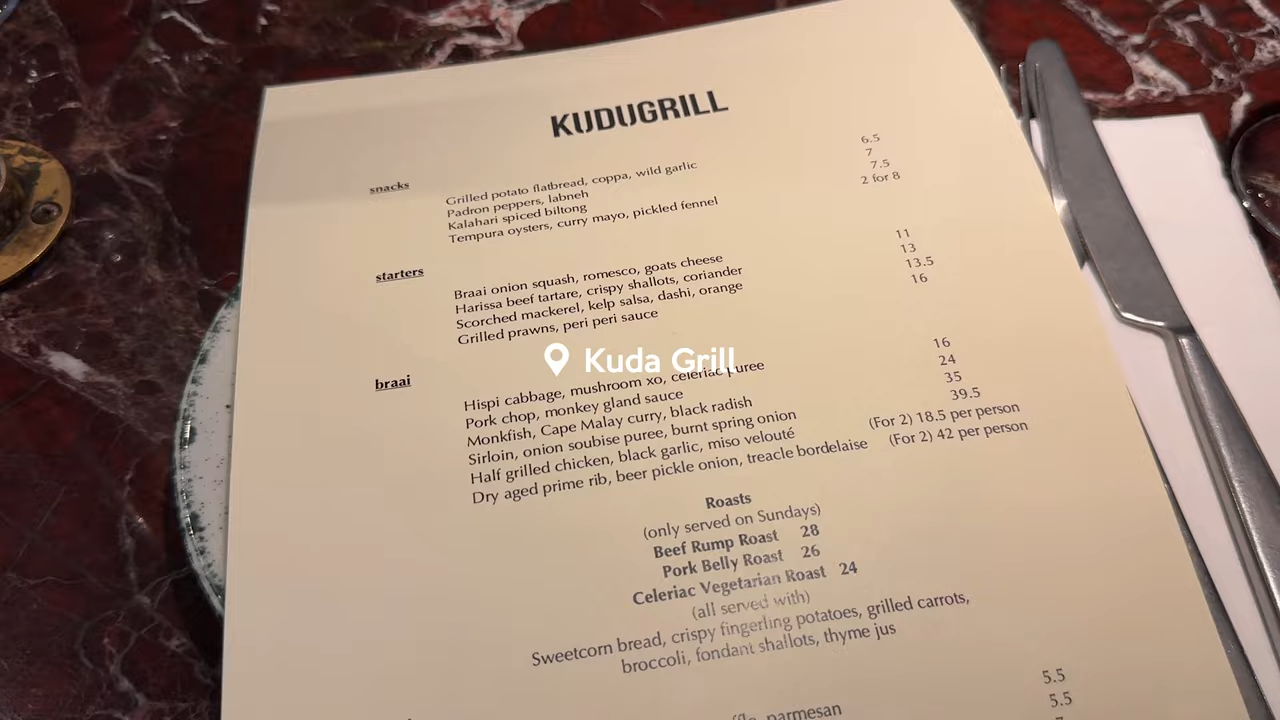 KUDUGRILL
snacks
Grilled potato flatbread, coppa, wild garlic 6.5
Padron peppers, labneh 7
Kalahari spiced biltong 7.5
Tempura oysters, curry mayo, pickled fennel 2 for 8
starters
Braai onion squash, romesco, goats cheese 11
Harissa beef tartare, crispy shallots, coriander 13
Scorched mackerel, kelp salsa, dashi, orange 13.5
Grilled prawns, peri peri sauce 16
Kuda Grill
braai
Hispi cabbage, mushroom xo, celeriac puree 16
Pork chop, monkey gland sauce 24
Monkfish, Cape Malay curry, black radish 35
Sirloin, onion soubise puree, burnt spring onion 39.5
Half grilled chicken, black garlic, miso velouté (For 2) 18.5 per person
Dry aged prime rib, beer pickle onion, treacle bordelaise (For 2) 42 per person
Roasts
(only served on Sundays)
Beef Rump Roast 28
Pork Belly Roast 26
Celeriac Vegetarian Roast 24
(all served with)
Sweetcorn bread, crispy fingerling potatoes, grilled carrots,
broccoli, fondant shallots, thyme jus
parmesan 5.5
5.5